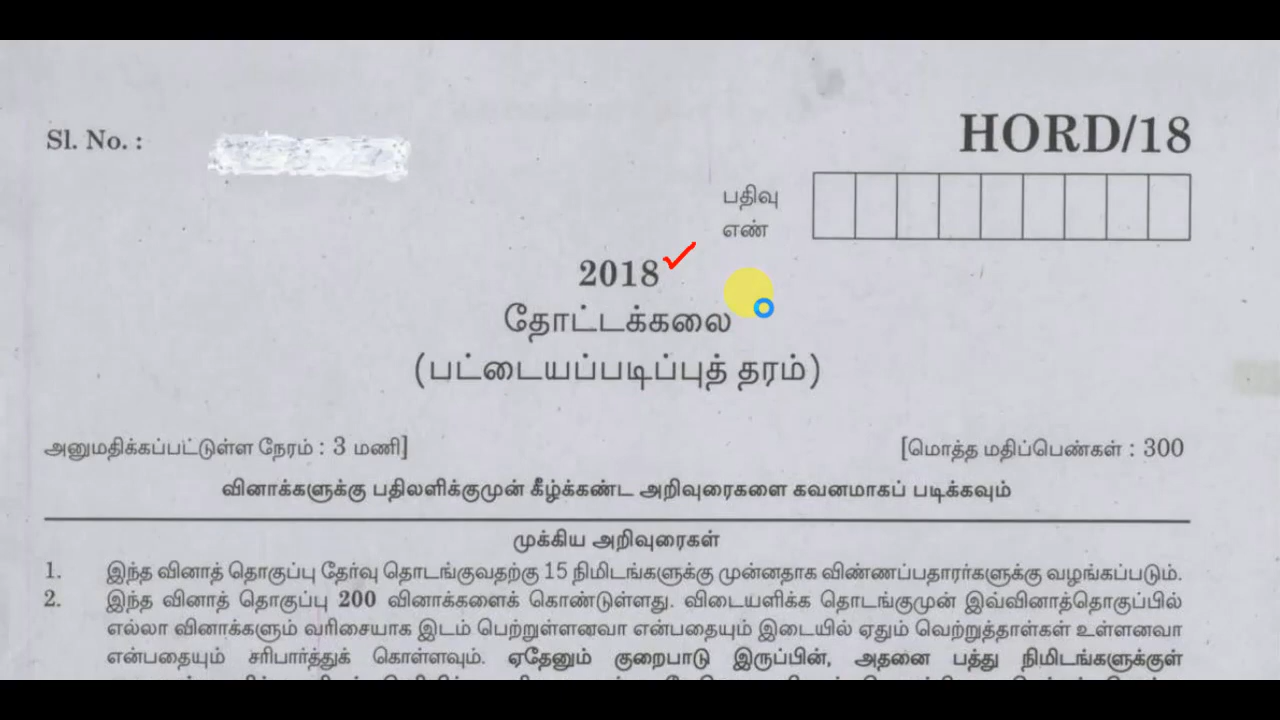 Sl. No. :
HORD/18
பதிவு
எண்
2018
தோட்டக்கலை
(பட்டையப்படிப்புத் தரம்)
அனுமதிக்கப்பட்டுள்ள நேரம் : 3 மணி]
[மொத்த மதிப்பெண்கள் : 300
வினாக்களுக்கு பதிலளிக்குமுன் கீழ்க்கண்ட அறிவுரைகளை கவனமாகப் படிக்கவும்
முக்கிய அறிவுரைகள்
1. இந்த வினாத் தொகுப்பு தேர்வு தொடங்குவதற்கு 15 நிமிடங்களுக்கு முன்னதாக விண்ணப்பதாரர்களுக்கு வழங்கப்படும்.
2. இந்த வினாத் தொகுப்பு 200 வினாக்களைக் கொண்டுள்ளது. விடையளிக்க தொடங்குமுன் இவ்வினாத்தொகுப்பில்
எல்லா வினாக்களும் வரிசையாக இடம் பெற்றுள்ளனவா என்பதையும் இடையில் ஏதும் வெற்றுத்தாள்கள் உள்ளனவா
என்பதையும் சரிபார்த்துக் கொள்ளவும். ஏதேனும் குறைபாடு இருப்பின், அதனை பத்து நிமிடங்களுக்குள்